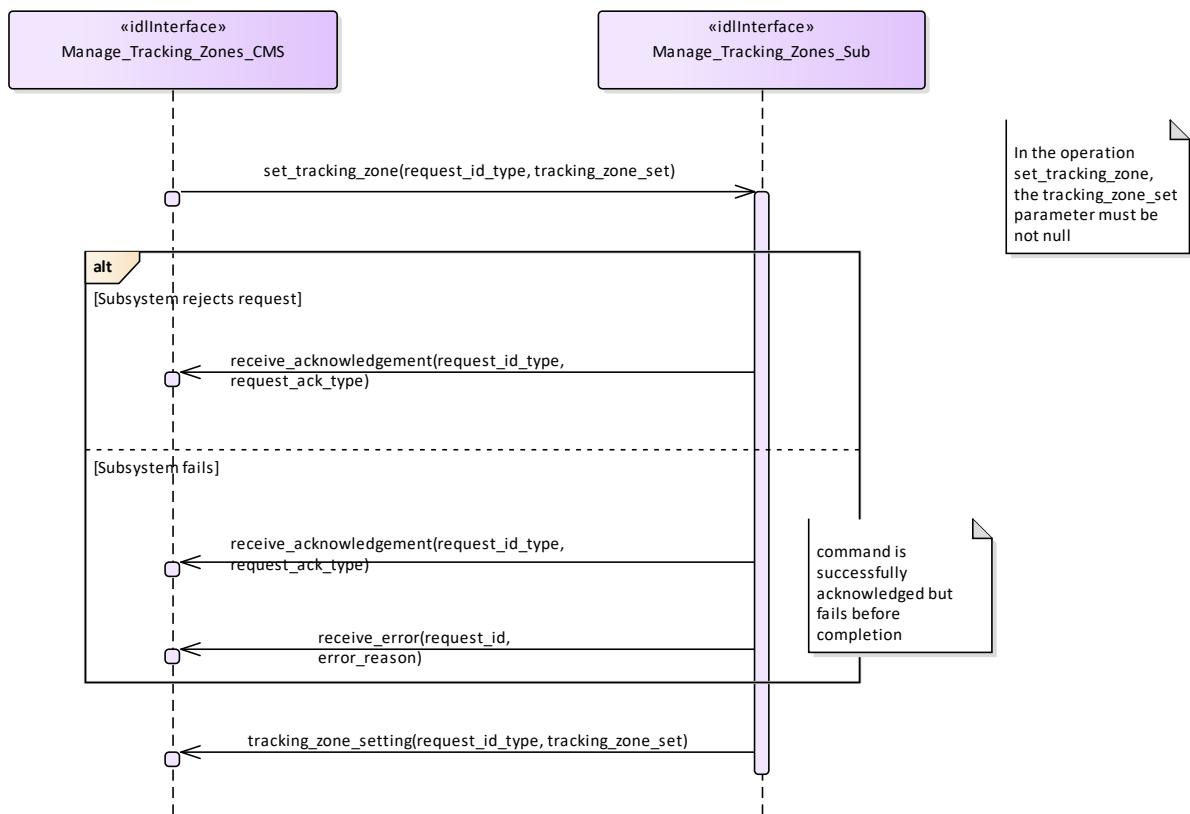 «idlInterface»
Manage_Tracking_Zones_CMS
«idlInterface»
Manage_Tracking_Zones_Sub
In the operation
set_tracking_zone,
the tracking_zone_set
parameter must be
not null
set_tracking_zone(request_id_type, tracking_zone_set)
alt
[Subsystem rejects request]
receive_acknowledgement(request_id_type,
request_ack_type)
[Subsystem fails]
receive_acknowledgement(request_id_type,
request_ack_type)
command is
successfully
acknowledged but
fails before
completion
receive_error(request_id,
error_reason)
tracking_zone_setting(request_id_type, tracking_zone_set)